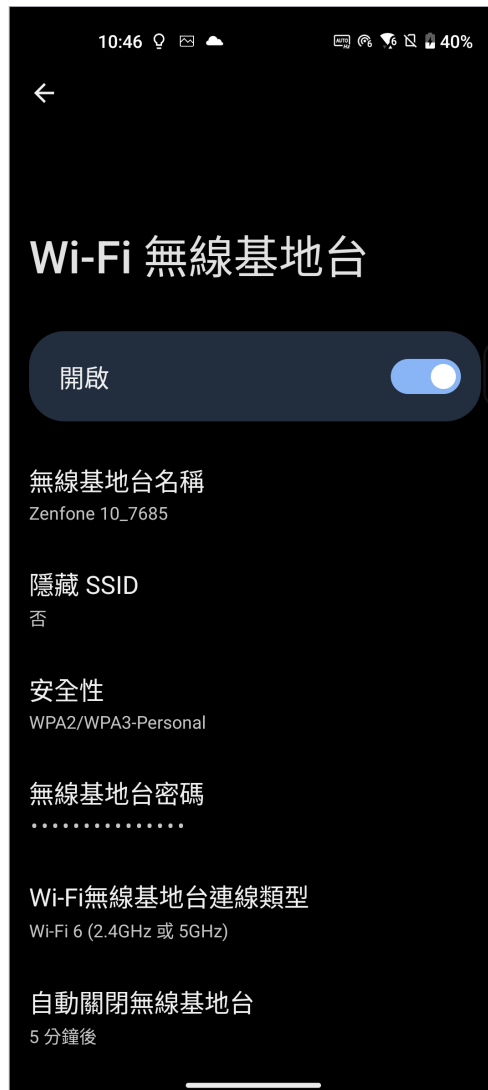 10:46 40%
Wi-Fi 無線基地台
開啟
無線基地台名稱
Zenfone 10_7685
隱藏 SSID
否
安全性
WPA2/WPA3-Personal
無線基地台密碼
•••••••••••••••
Wi-Fi無線基地台連線類型
Wi-Fi 6 (2.4GHz 或 5GHz)
自動關閉無線基地台
5 分鐘後